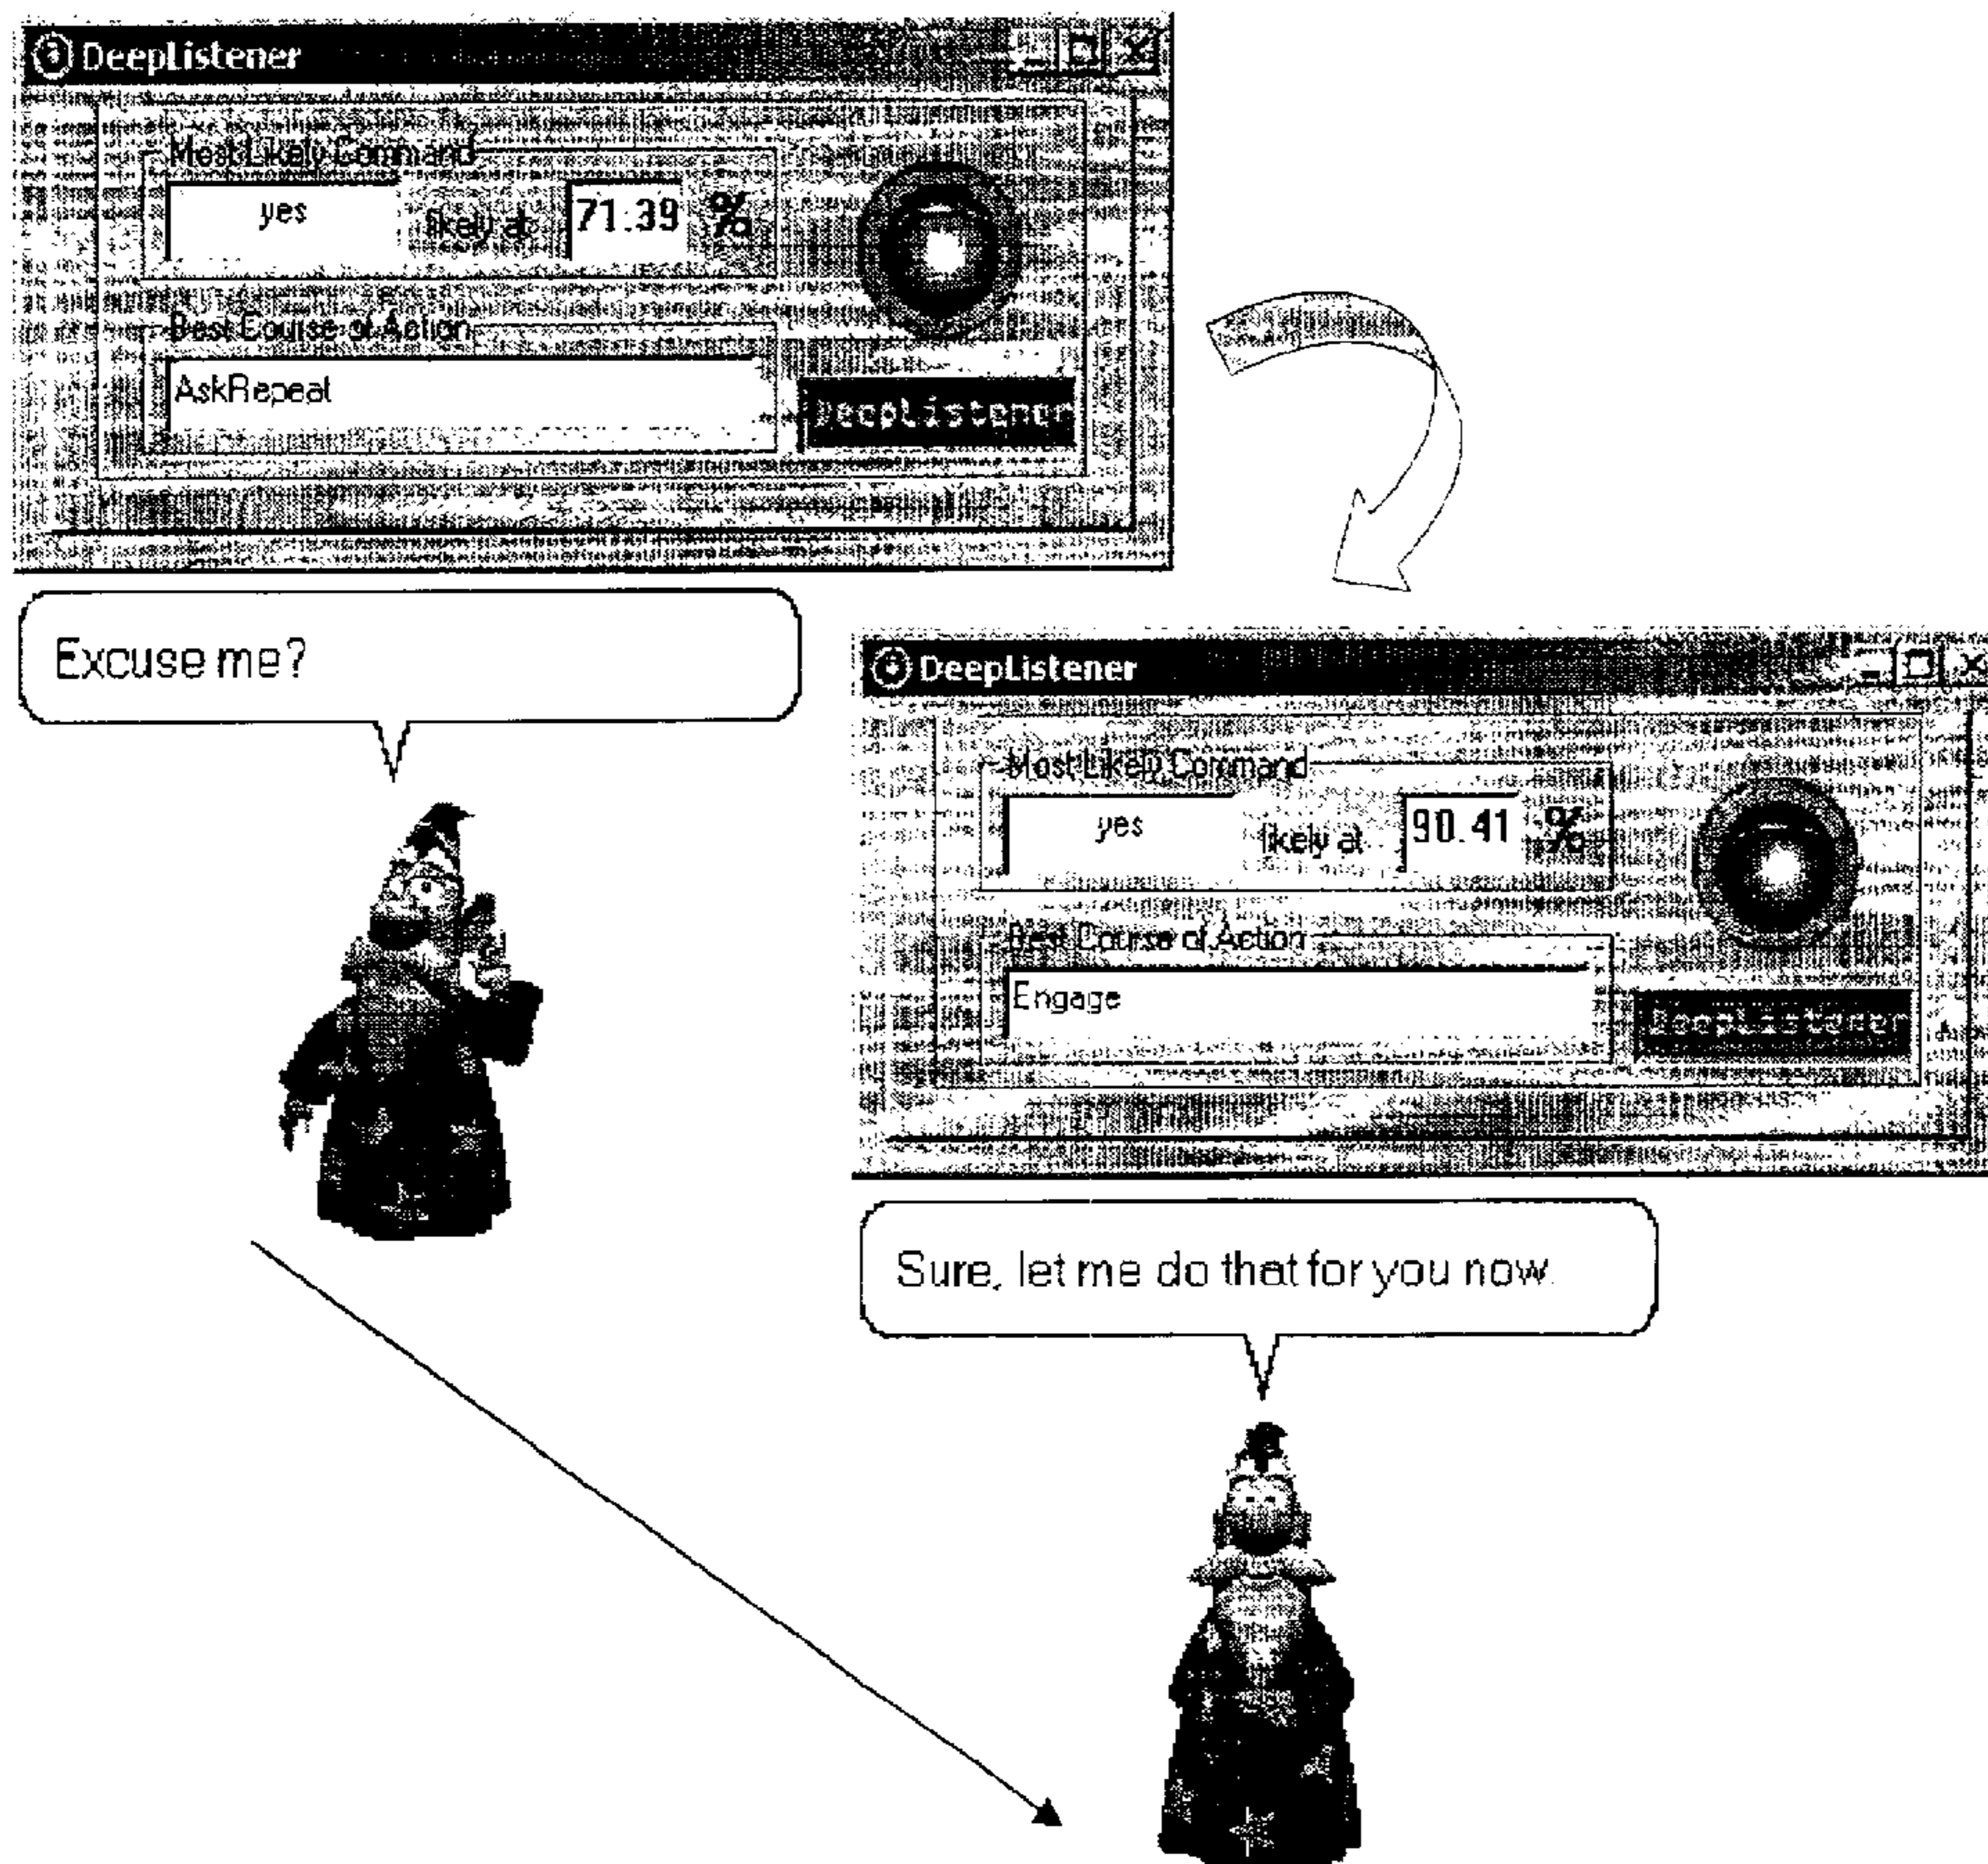 DeepListener
Most Likely Command
yes likely at 71.39 %
Best Course of Action
AskRepeat
DeepListener
Excuse me?
DeepListener
Most Likely Command
yes likely at 90.41 %
Best Course of Action
Engage
DeepListener
Sure, let me do that for you now.